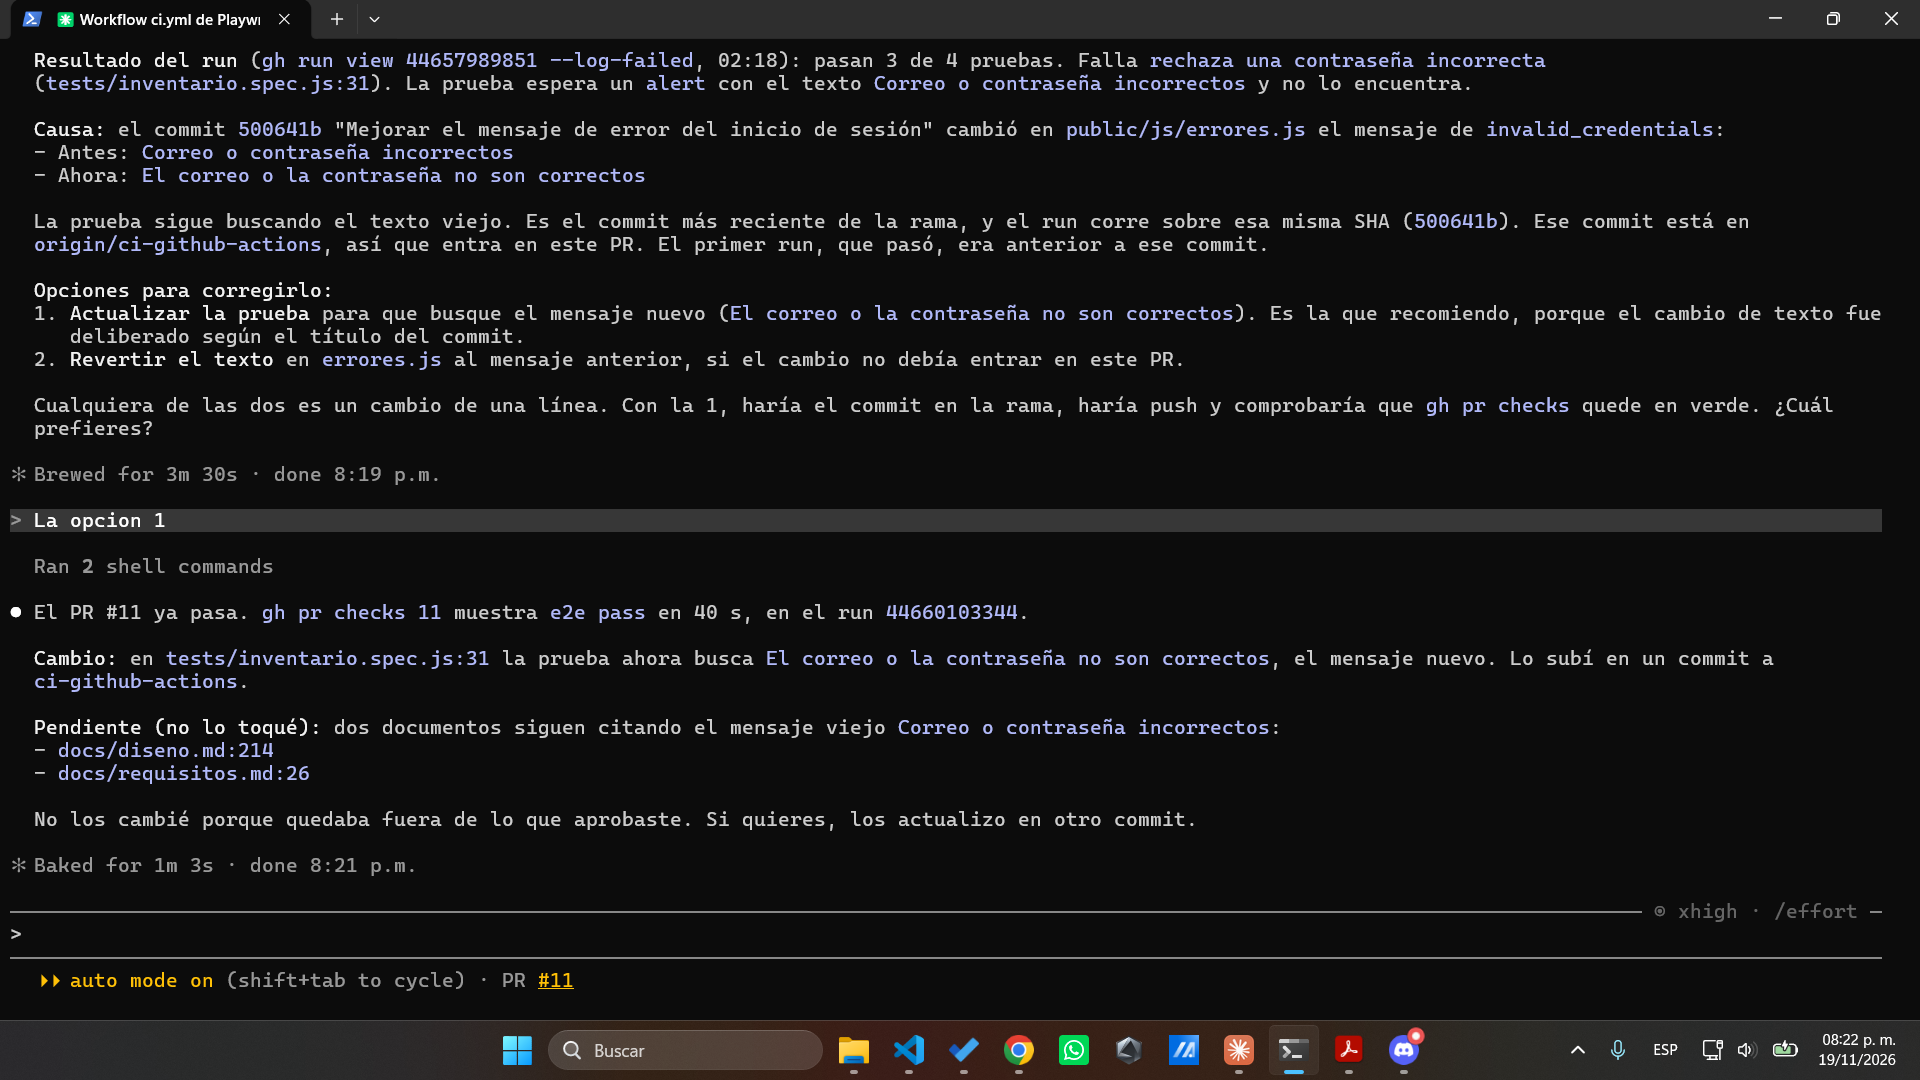 Workflow ci.yml de Playw
Resultado del run (gh run view 44657989851 --log-failed, 02:18): pasan 3 de 4 pruebas. Falla rechaza una contraseña incorrecta
(tests/inventario.spec.js:31). La prueba espera un alert con el texto Correo o contraseña incorrectos y no lo encuentra.
Causa: el commit 500641b "Mejorar el mensaje de error del inicio de sesión" cambió en public/js/errores.js el mensaje de invalid_credentials:
- Antes: Correo o contraseña incorrectos
- Ahora: El correo o la contraseña no son correctos
La prueba sigue buscando el texto viejo. Es el commit más reciente de la rama, y el run corre sobre esa misma SHA (500641b). Ese commit está en
origin/ci-github-actions, así que entra en este PR. El primer run, que pasó, era anterior a ese commit.
Opciones para corregirlo:
1. Actualizar la prueba para que busque el mensaje nuevo (El correo o la contraseña no son correctos). Es la que recomiendo, porque el cambio de texto fue
deliberado según el título del commit.
2. Revertir el texto en errores.js al mensaje anterior, si el cambio no debía entrar en este PR.
Cualquiera de las dos es un cambio de una línea. Con la 1, haría el commit en la rama, haría push y comprobaría que gh pr checks quede en verde. ¿Cuál
prefieres?
✻ Brewed for 3m 30s · done 8:19 p.m.
> La opcion 1
Ran 2 shell commands
● El PR #11 ya pasa. gh pr checks 11 muestra e2e pass en 40 s, en el run 44660103344.
Cambio: en tests/inventario.spec.js:31 la prueba ahora busca El correo o la contraseña no son correctos, el mensaje nuevo. Lo subí en un commit a
ci-github-actions.
Pendiente (no lo toqué): dos documentos siguen citando el mensaje viejo Correo o contraseña incorrectos:
- docs/diseno.md:214
- docs/requisitos.md:26
No los cambié porque quedaba fuera de lo que aprobaste. Si quieres, los actualizo en otro commit.
✻ Baked for 1m 3s · done 8:21 p.m.
xhigh · /effort
>
auto mode on (shift+tab to cycle) · PR #11
Buscar
ESP
08:22 p. m.
19/11/2026